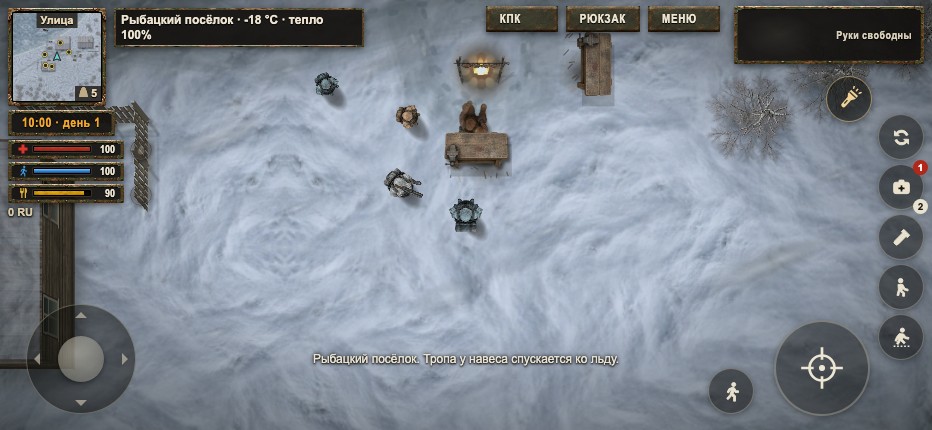 Улица
5
10:00 · день 1
100
100
90
0 RU
Рыбацкий посёлок · -18 °C · тепло
100%
КПК
РЮКЗАК
МЕНЮ
Руки свободны
1
2
Рыбацкий посёлок. Тропа у навеса спускается ко льду.